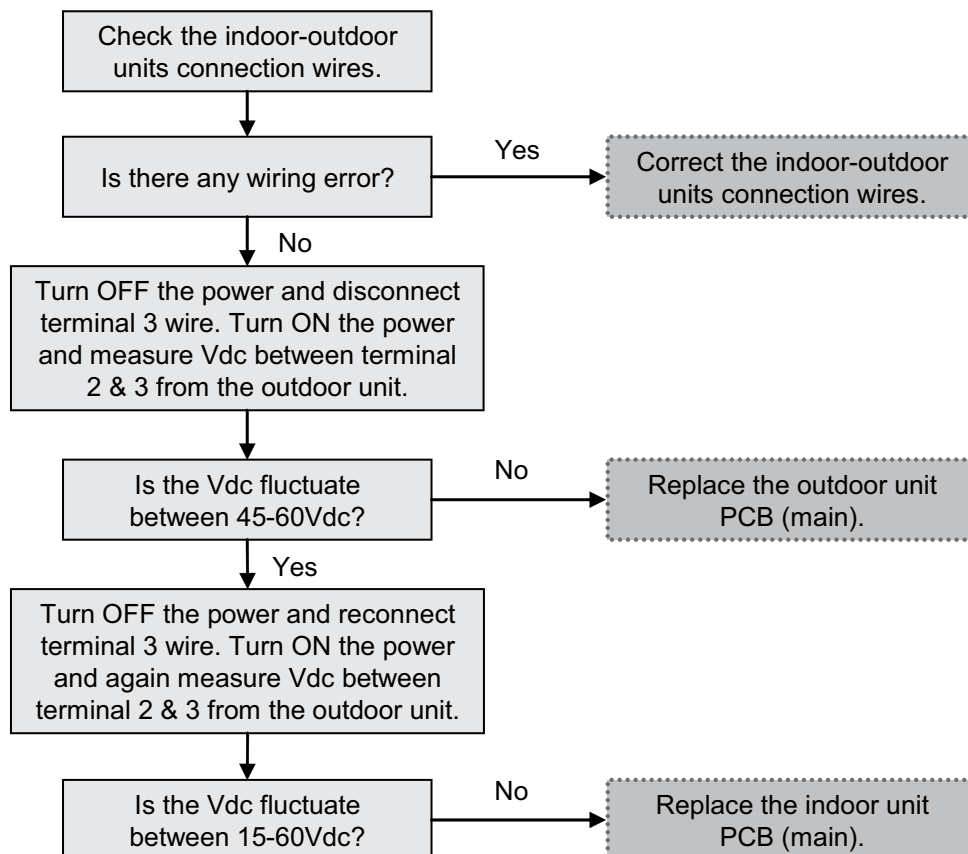 Check the indoor-outdoor
units connection wires.
Is there any wiring error?
Yes
Correct the indoor-outdoor
units connection wires.
No
Turn OFF the power and disconnect
terminal 3 wire. Turn ON the power
and measure Vdc between terminal
2 & 3 from the outdoor unit.
Is the Vdc fluctuate
between 45-60Vdc?
No
Replace the outdoor unit
PCB (main).
Yes
Turn OFF the power and reconnect
terminal 3 wire. Turn ON the power
and again measure Vdc between
terminal 2 & 3 from the outdoor unit.
Is the Vdc fluctuate
between 15-60Vdc?
No
Replace the indoor unit
PCB (main).